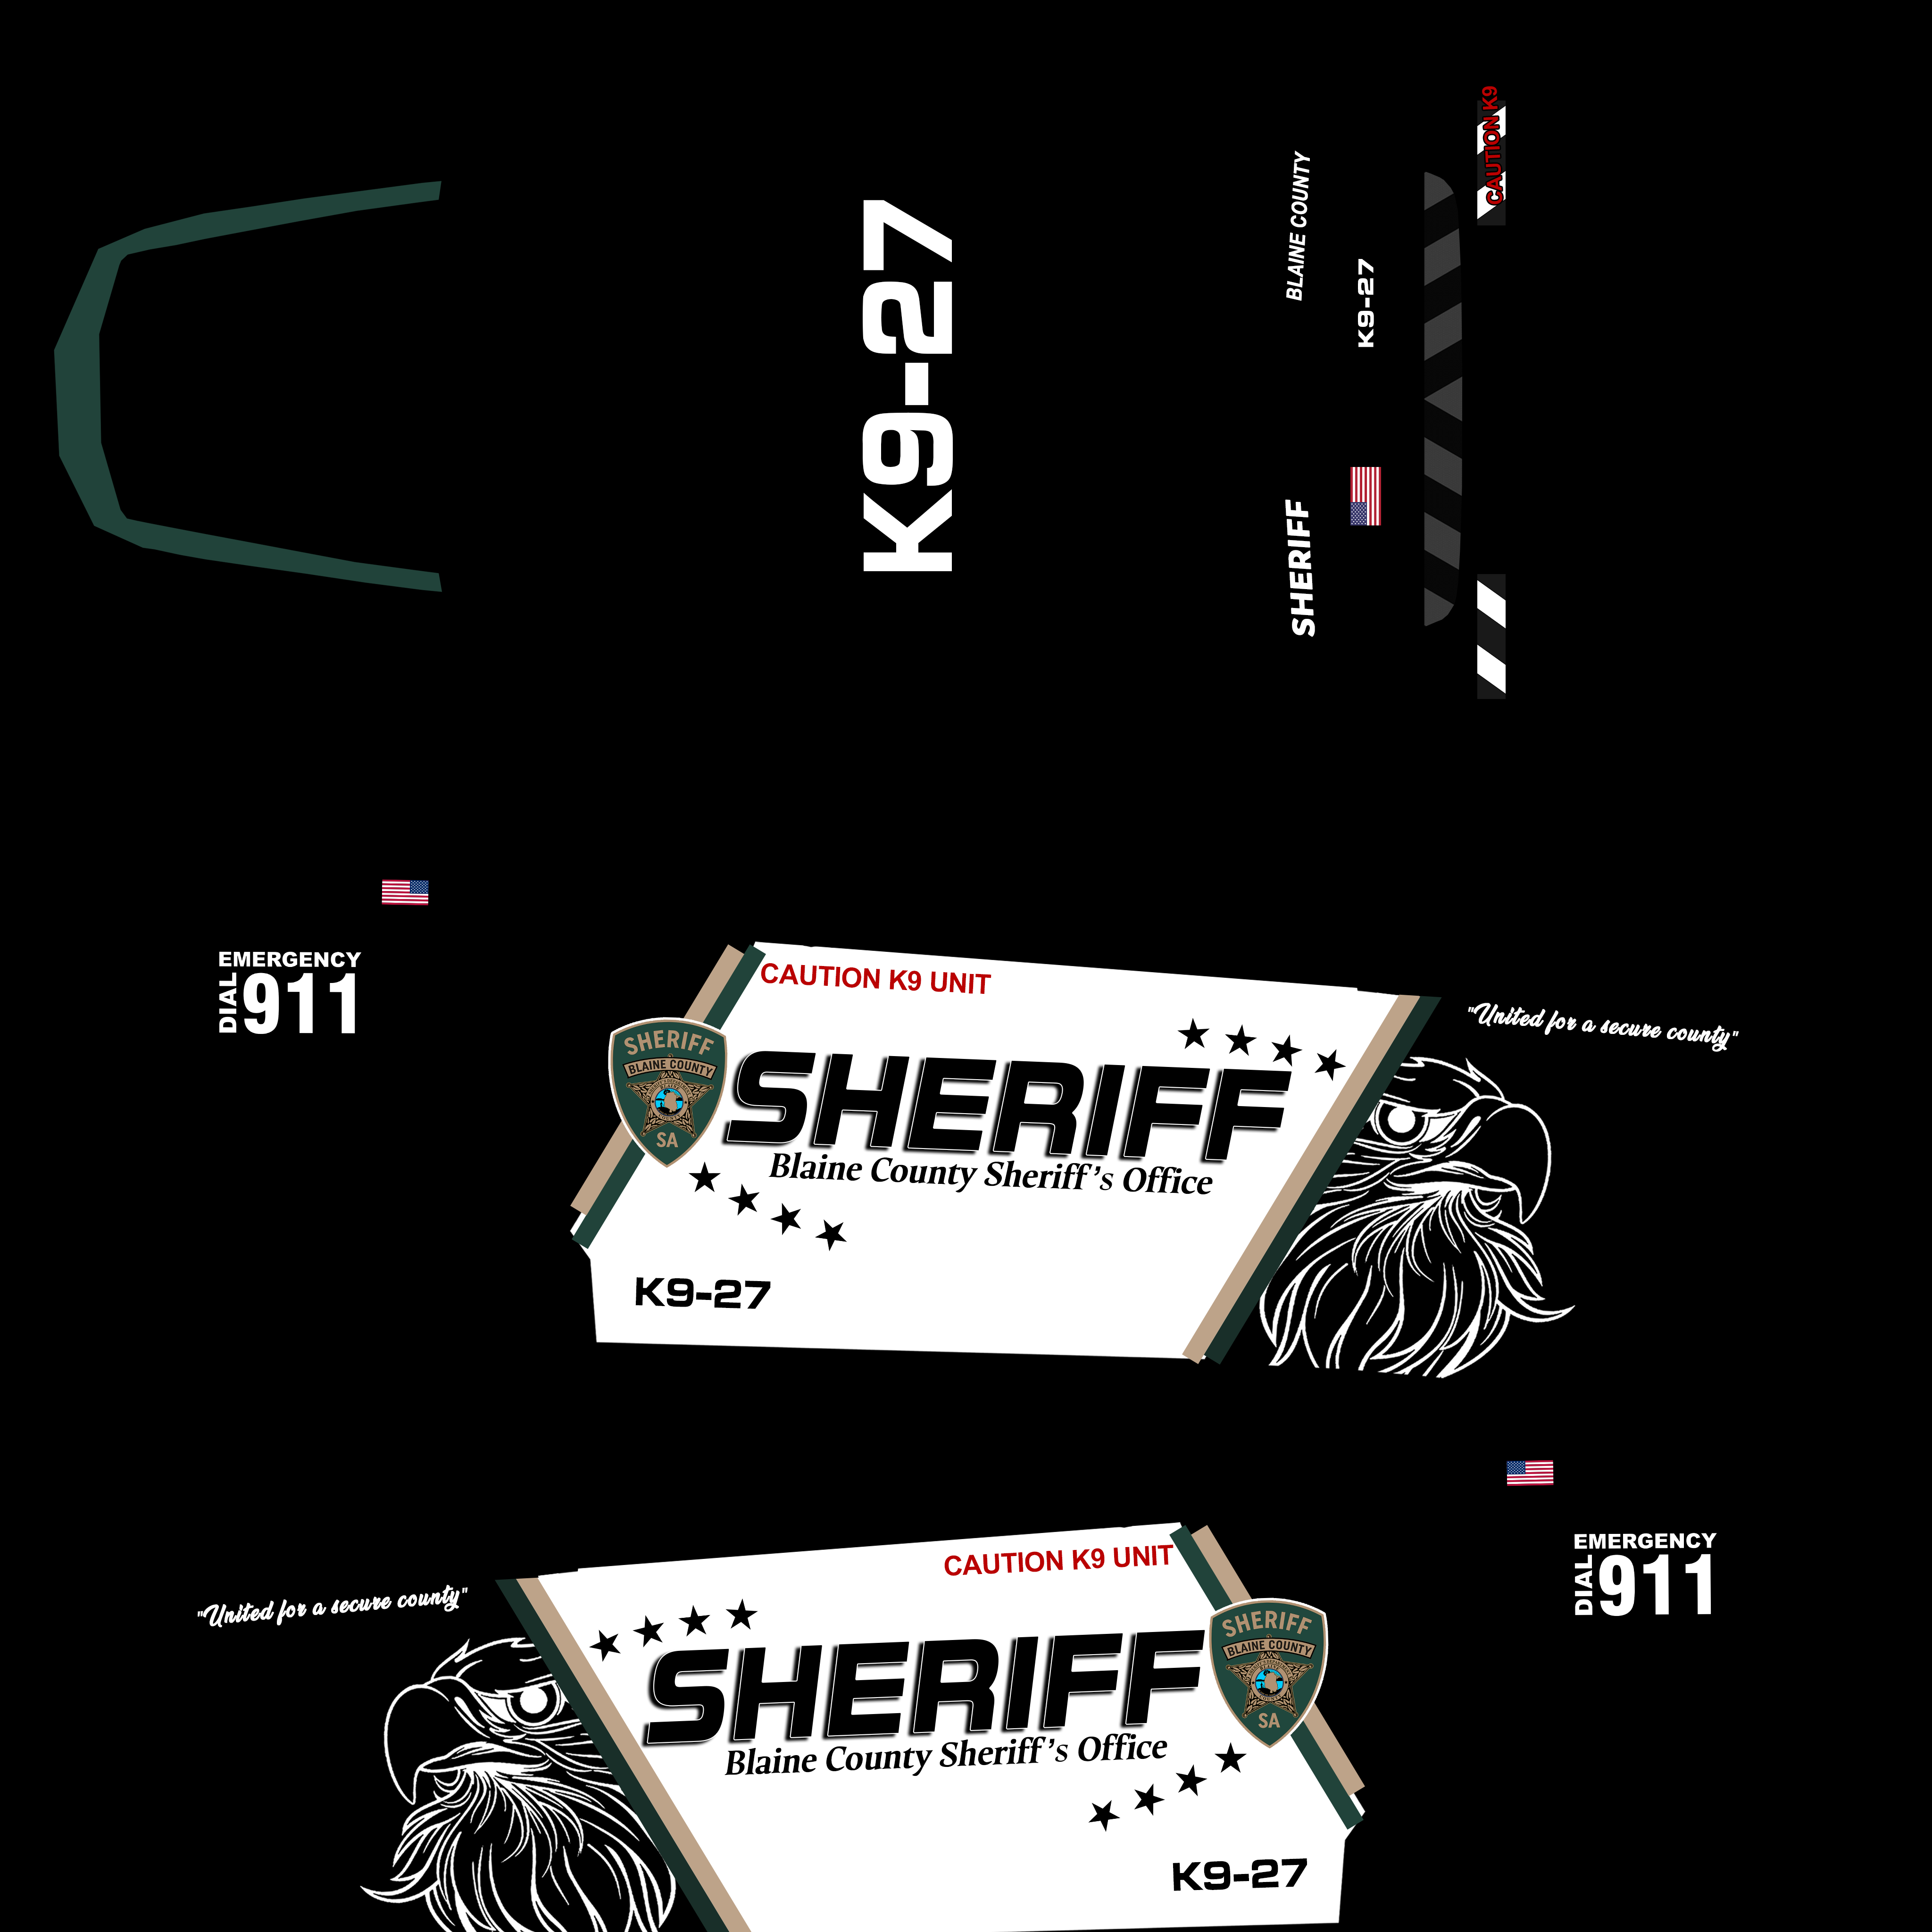 CAUTION K9
BLAINE COUNTY
K9-27
K9-27
SHERIFF
EMERGENCY
DIAL 911
CAUTION K9 UNIT
"United for a secure county"
SHERIFF
BLAINE COUNTY
SA
SHERIFF
Blaine County Sheriff's Office
K9-27
EMERGENCY
DIAL 911
CAUTION K9 UNIT
"United for a secure county"
SHERIFF
SHERIFF
BLAINE COUNTY
SA
Blaine County Sheriff's Office
K9-27